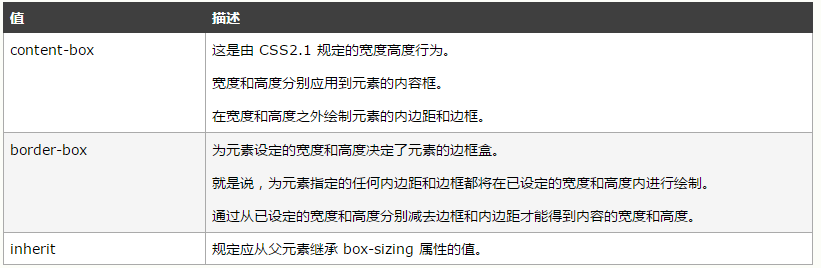 值 描述
content-box 这是由 CSS2.1 规定的宽度高度行为。
宽度和高度分别应用到元素的内容框。
在宽度和高度之外绘制元素的内边距和边框。
border-box 为元素设定的宽度和高度决定了元素的边框盒。
就是说，为元素指定的任何内边距和边框都将在已设定的宽度和高度内进行绘制。
通过从已设定的宽度和高度分别减去边框和内边距才能得到内容的宽度和高度。
inherit 规定应从父元素继承 box-sizing 属性的值。